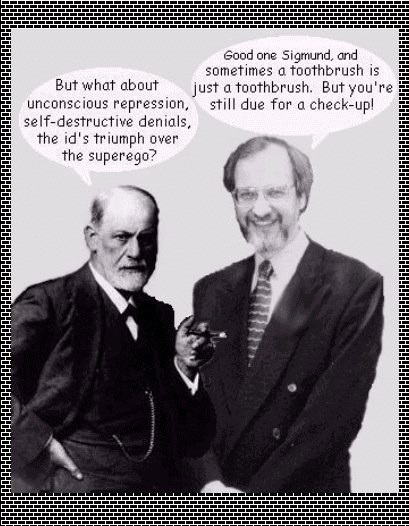 But what about
unconscious repression,
self-destructive denials,
the id's triumph over
the superego?
Good one Sigmund, and
sometimes a toothbrush is
just a toothbrush. But you're
still due for a check-up!